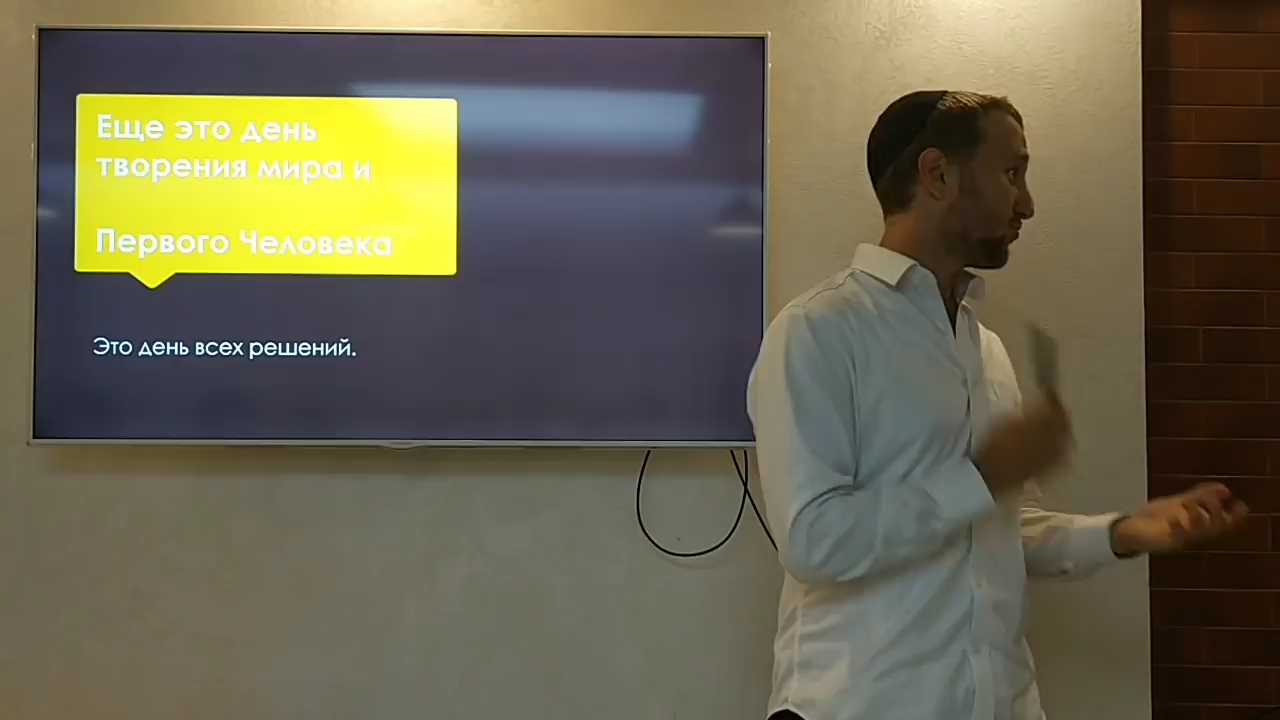 Еще это день
творения мира и
Первого Человека
Это день всех решений.